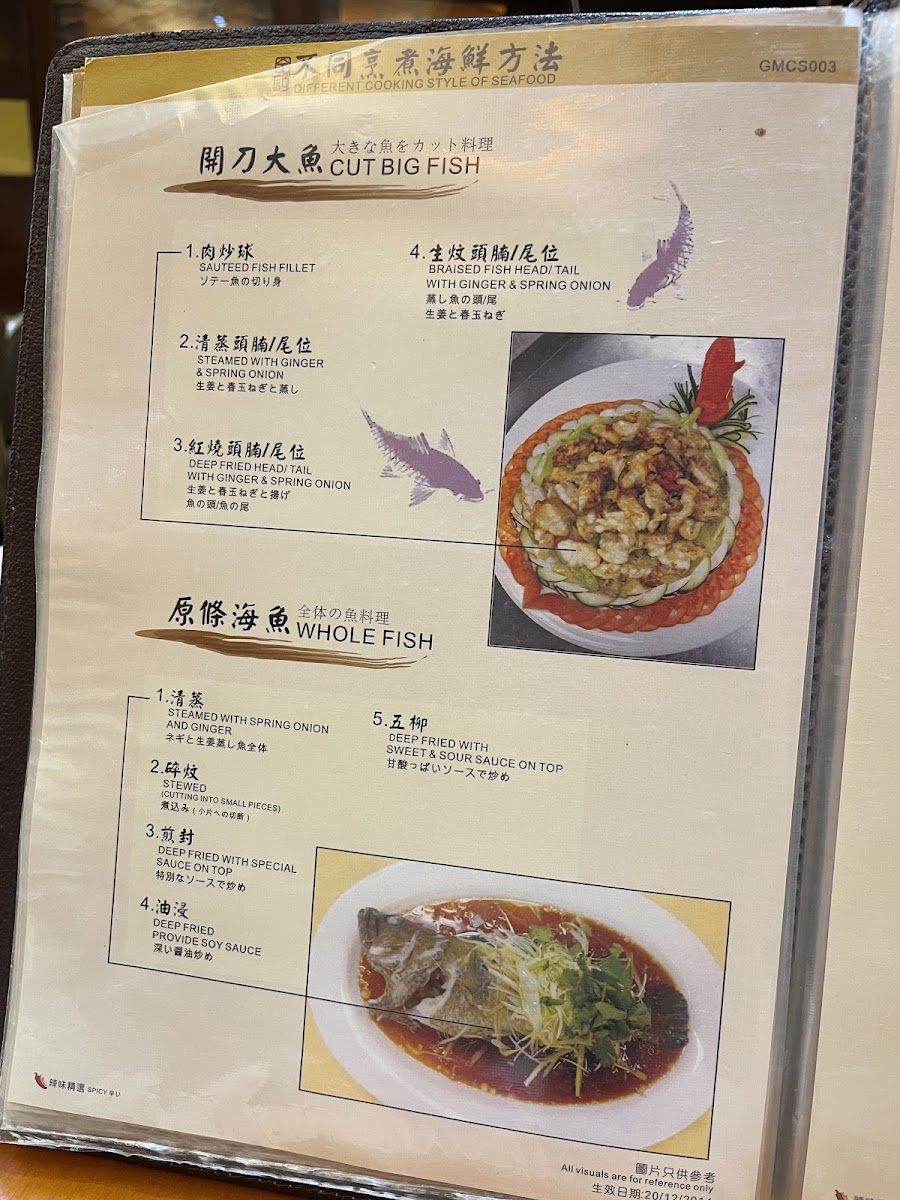 不同烹煮海鮮方法
DIFFERENT COOKING STYLE OF SEAFOOD
GMCS003
開刀大魚
大きな魚をカット料理
CUT BIG FISH
1.肉炒球
SAUTEED FISH FILLET
ソテー魚の切り身
2.清蒸頭腩/尾位
STEAMED WITH GINGER
& SPRING ONION
生姜と春玉ねぎと蒸し
3.紅燒頭腩/尾位
DEEP FRIED HEAD/ TAIL
WITH GINGER & SPRING ONION
生姜と春玉ねぎと揚げ
魚の頭/魚の尾
4.生炆頭腩/尾位
BRAISED FISH HEAD/ TAIL
WITH GINGER & SPRING ONION
蒸し魚の頭/尾
生姜と春玉ねぎ
原條海魚
全体の魚料理
WHOLE FISH
1.清蒸
STEAMED WITH SPRING ONION
AND GINGER
ネギと生姜蒸し魚全体
2.碎炆
STEWED
(CUTTING INTO SMALL PIECES)
煮込み ( 小片への切断 )
3.煎封
DEEP FRIED WITH SPECIAL
SAUCE ON TOP
特別なソースで炒め
4.油浸
DEEP FRIED
PROVIDE SOY SAUCE
深い醤油炒め
5.五柳
DEEP FRIED WITH
SWEET & SOUR SAUCE ON TOP
甘酸っぱいソースで炒め
辣味精選 SPICY 辛い
圖片只供參考
All visuals are for reference only
生效日期:20/12/201